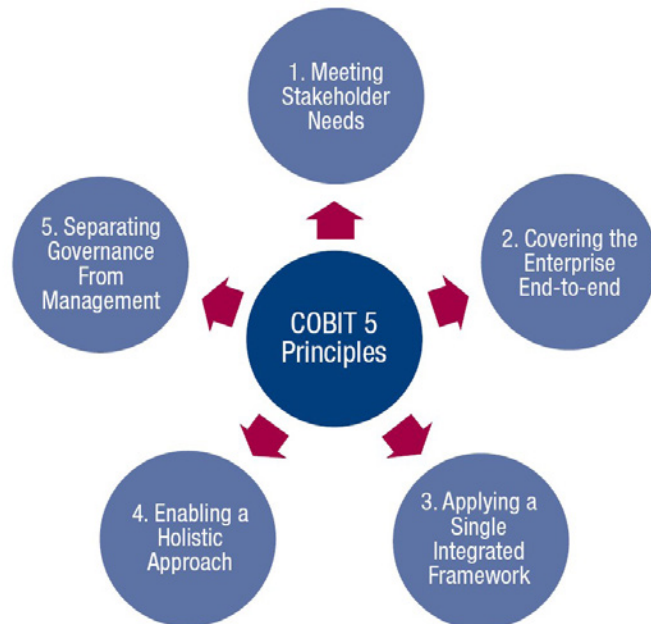 1. Meeting
Stakeholder
Needs
5. Separating
Governance
From
Management
2. Covering the
Enterprise
End-to-end
COBIT 5
Principles
4. Enabling a
Holistic
Approach
3. Applying a
Single
Integrated
Framework